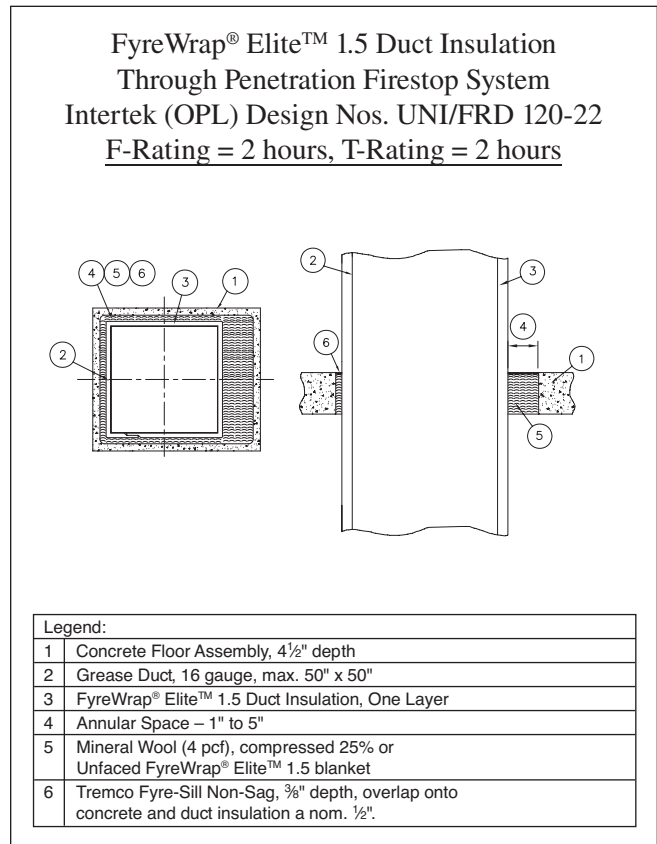 FyreWrap® Elite™ 1.5 Duct Insulation
Through Penetration Firestop System
Intertek (OPL) Design Nos. UNI/FRD 120-22
F-Rating = 2 hours, T-Rating = 2 hours
4 5 6 3 1
2
2 3
4
6 1
5
Legend:
1 Concrete Floor Assembly, 4½" depth
2 Grease Duct, 16 gauge, max. 50" x 50"
3 FyreWrap® Elite™ 1.5 Duct Insulation, One Layer
4 Annular Space – 1" to 5"
5 Mineral Wool (4 pcf), compressed 25% or
Unfaced FyreWrap® Elite™ 1.5 blanket
6 Tremco Fyre-Sill Non-Sag, ⅜" depth, overlap onto
concrete and duct insulation a nom. ½".